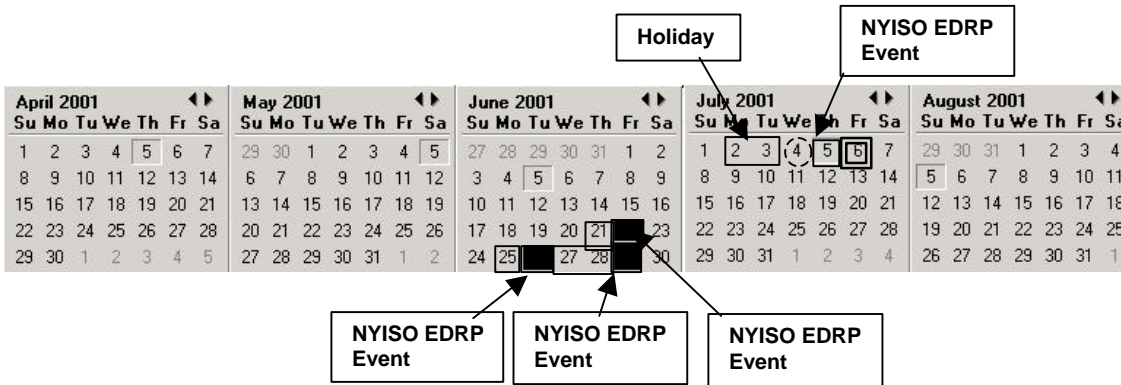 Holiday
NYISO EDRP
Event
April 2001
Su Mo Tu We Th Fr Sa
1 2 3 4 5 6 7
8 9 10 11 12 13 14
15 16 17 18 19 20 21
22 23 24 25 26 27 28
29 30 1 2 3 4 5
May 2001
Su Mo Tu We Th Fr Sa
29 30 1 2 3 4 5
6 7 8 9 10 11 12
13 14 15 16 17 18 19
20 21 22 23 24 25 26
27 28 29 30 31 1 2
June 2001
Su Mo Tu We Th Fr Sa
27 28 29 30 31 1 2
3 4 5 6 7 8 9
10 11 12 13 14 15 16
17 18 19 20 21 23
24 25 27 28 30
July 2001
Su Mo Tu We Th Fr Sa
1 2 3 4 5 6 7
8 9 10 11 12 13 14
15 16 17 18 19 20 21
22 23 24 25 26 27 28
29 30 31 1 2 3 4
August 2001
Su Mo Tu We Th Fr Sa
29 30 31 1 2 3 4
5 6 7 8 9 10 11
12 13 14 15 16 17 18
19 20 21 22 23 24 25
26 27 28 29 30 31 1
NYISO EDRP
Event
NYISO EDRP
Event
NYISO EDRP
Event